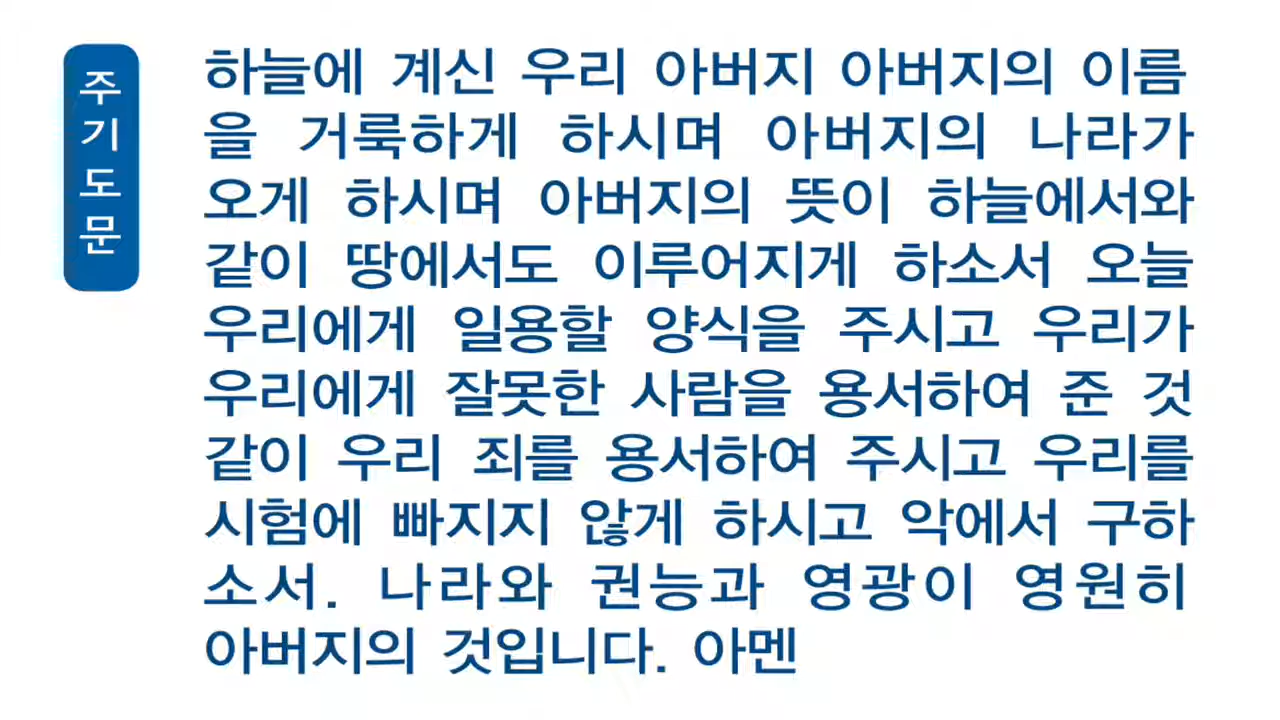 주기도문
하늘에 계신 우리 아버지 아버지의 이름
을 거룩하게 하시며 아버지의 나라가
오게 하시며 아버지의 뜻이 하늘에서와
같이 땅에서도 이루어지게 하소서 오늘
우리에게 일용할 양식을 주시고 우리가
우리에게 잘못한 사람을 용서하여 준 것
같이 우리 죄를 용서하여 주시고 우리를
시험에 빠지지 않게 하시고 악에서 구하
소서. 나라와 권능과 영광이 영원히
아버지의 것입니다. 아멘